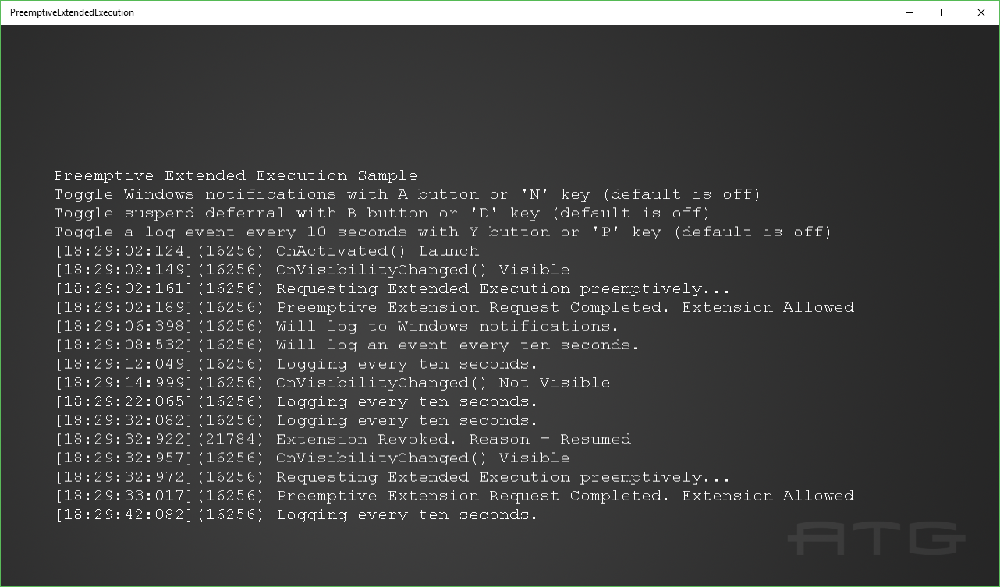 PreemptiveExtendedExecution
Preemptive Extended Execution Sample
Toggle Windows notifications with A button or 'N' key (default is off)
Toggle suspend deferral with B button or 'D' key (default is off)
Toggle a log event every 10 seconds with Y button or 'P' key (default is off)
[18:29:02:124](16256) OnActivated() Launch
[18:29:02:149](16256) OnVisibilityChanged() Visible
[18:29:02:161](16256) Requesting Extended Execution preemptively...
[18:29:02:189](16256) Preemptive Extension Request Completed. Extension Allowed
[18:29:06:398](16256) Will log to Windows notifications.
[18:29:08:532](16256) Will log an event every ten seconds.
[18:29:12:049](16256) Logging every ten seconds.
[18:29:14:999](16256) OnVisibilityChanged() Not Visible
[18:29:22:065](16256) Logging every ten seconds.
[18:29:32:082](16256) Logging every ten seconds.
[18:29:32:922](21784) Extension Revoked. Reason = Resumed
[18:29:32:957](16256) OnVisibilityChanged() Visible
[18:29:32:972](16256) Requesting Extended Execution preemptively...
[18:29:33:017](16256) Preemptive Extension Request Completed. Extension Allowed
[18:29:42:082](16256) Logging every ten seconds.
ATG